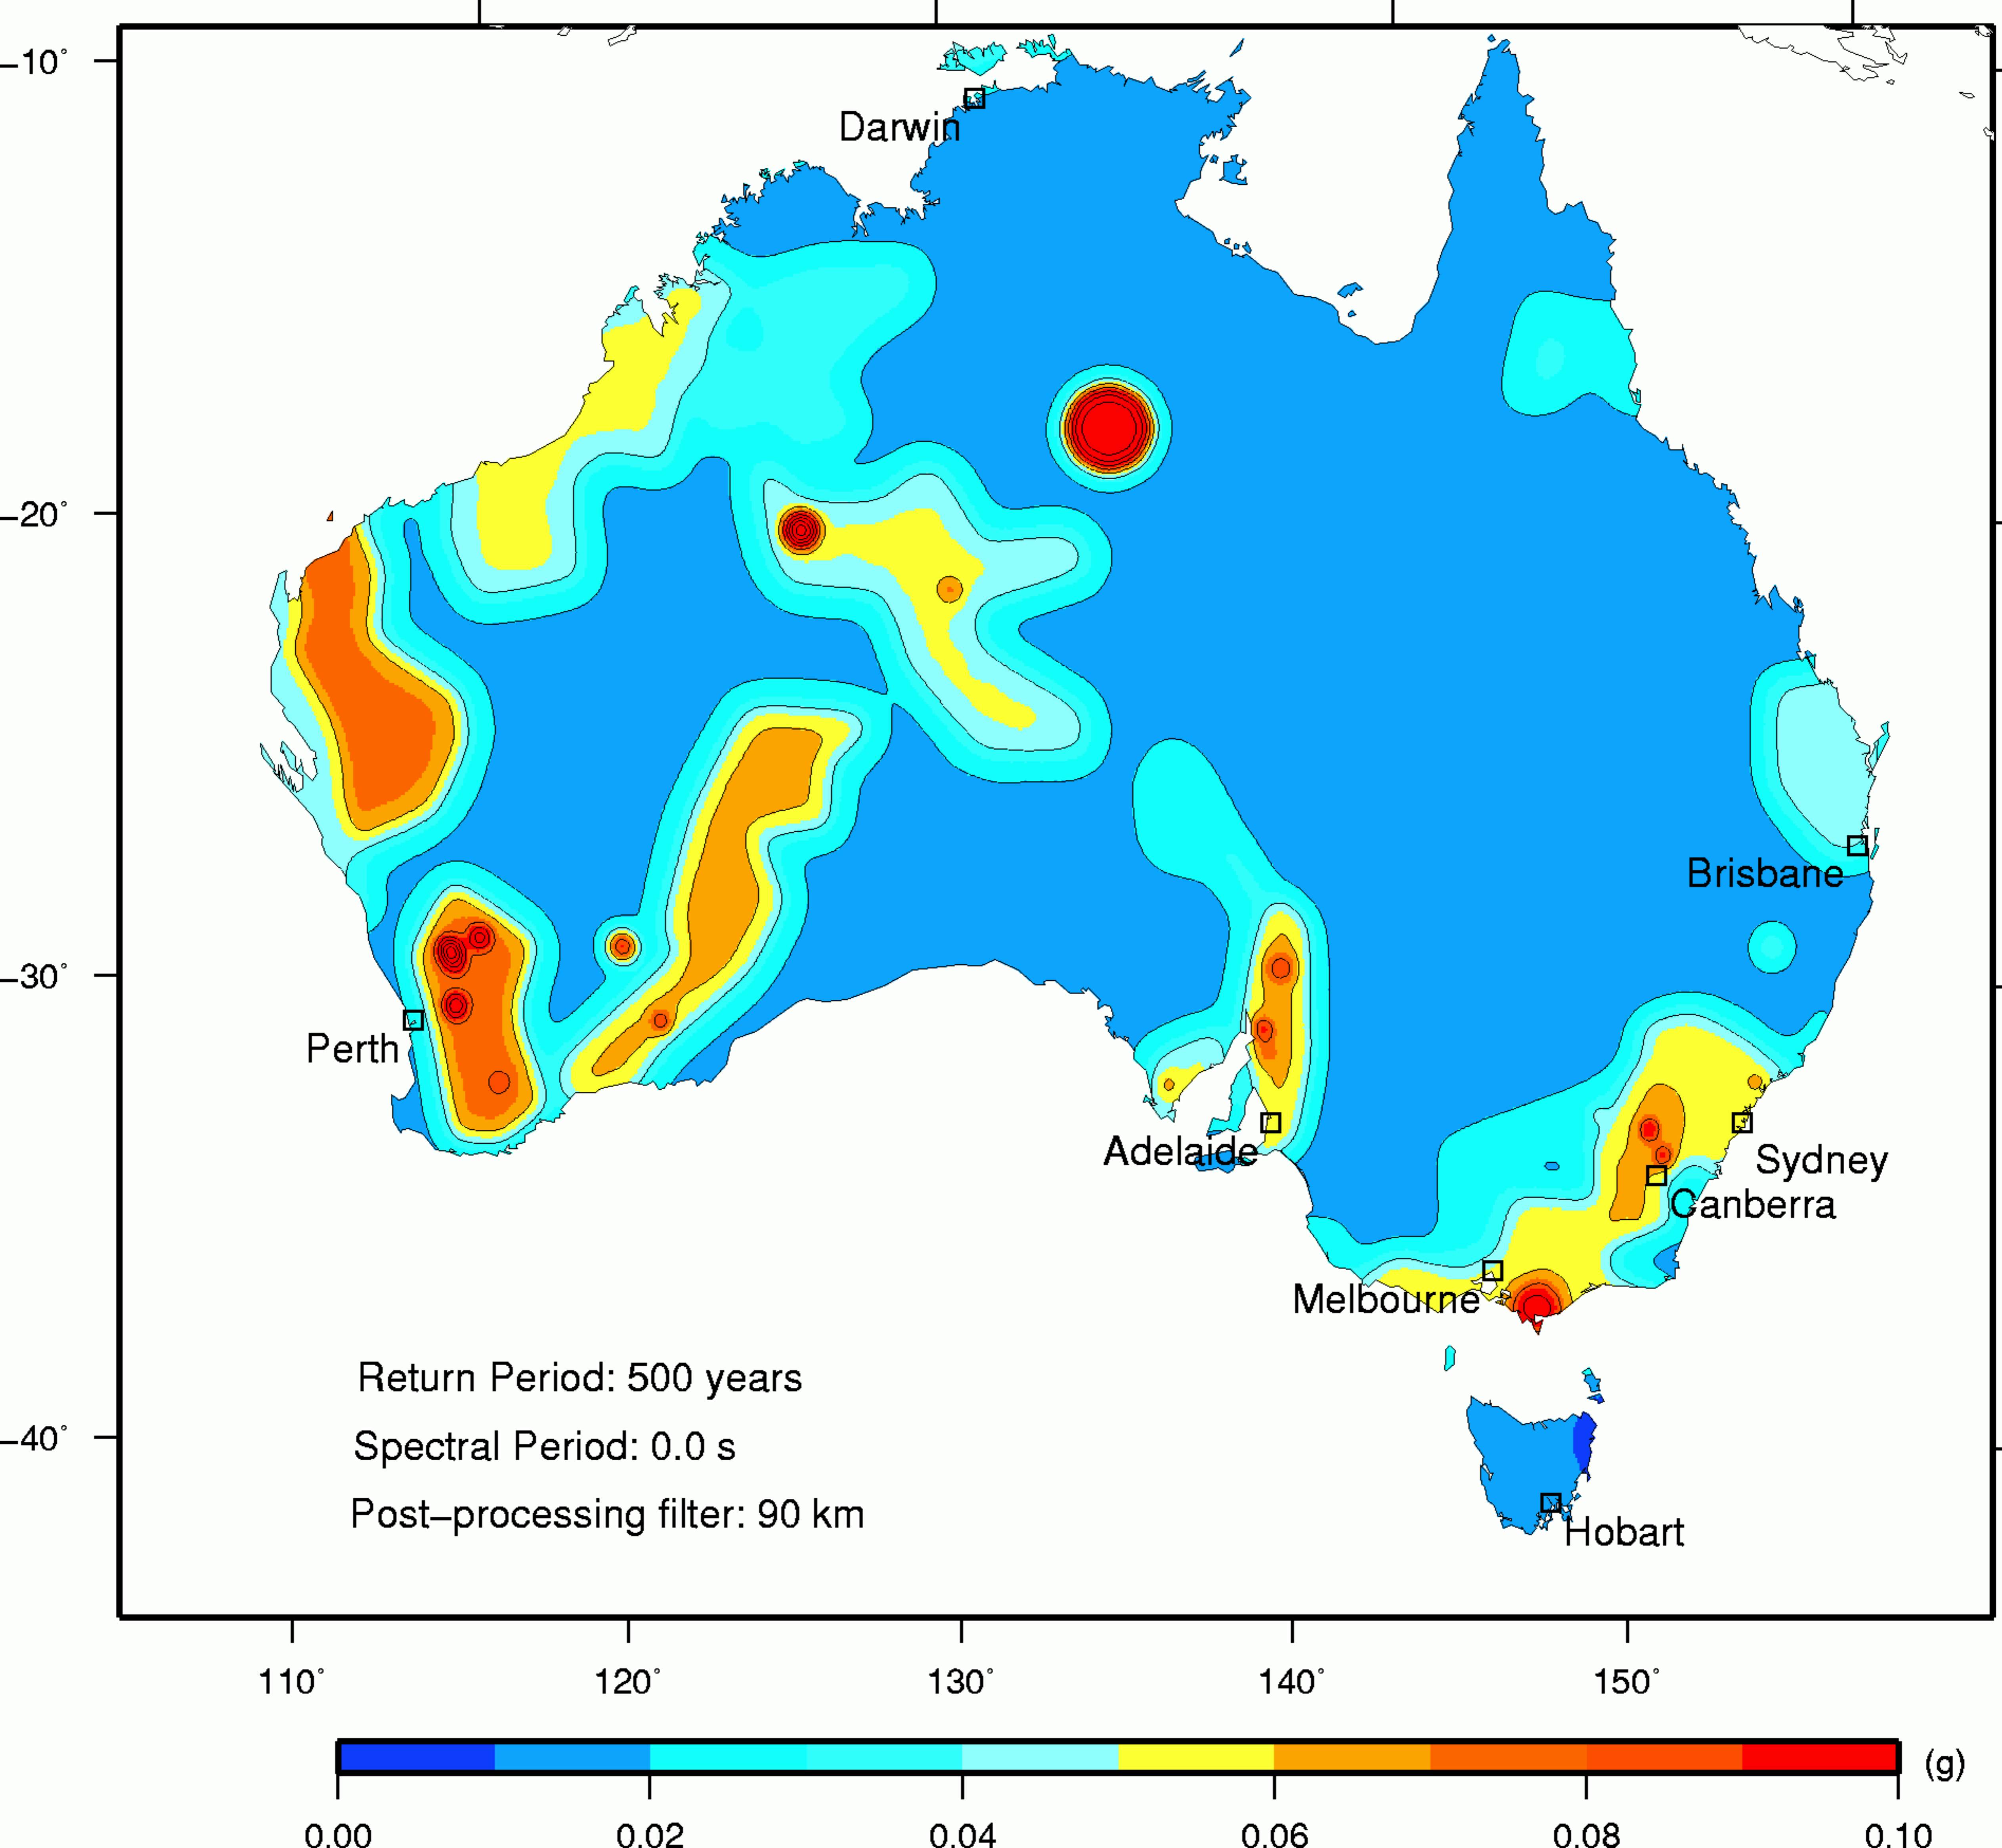 –10°
Darwin
–20°
Brisbane
–30°
Perth
Adelaide
Sydney
Canberra
Melbourne
Return Period: 500 years
Spectral Period: 0.0 s
–40°
Post–processing filter: 90 km
Hobart
110° 120° 130° 140° 150°
(g)
0.00 0.02 0.04 0.06 0.08 0.10